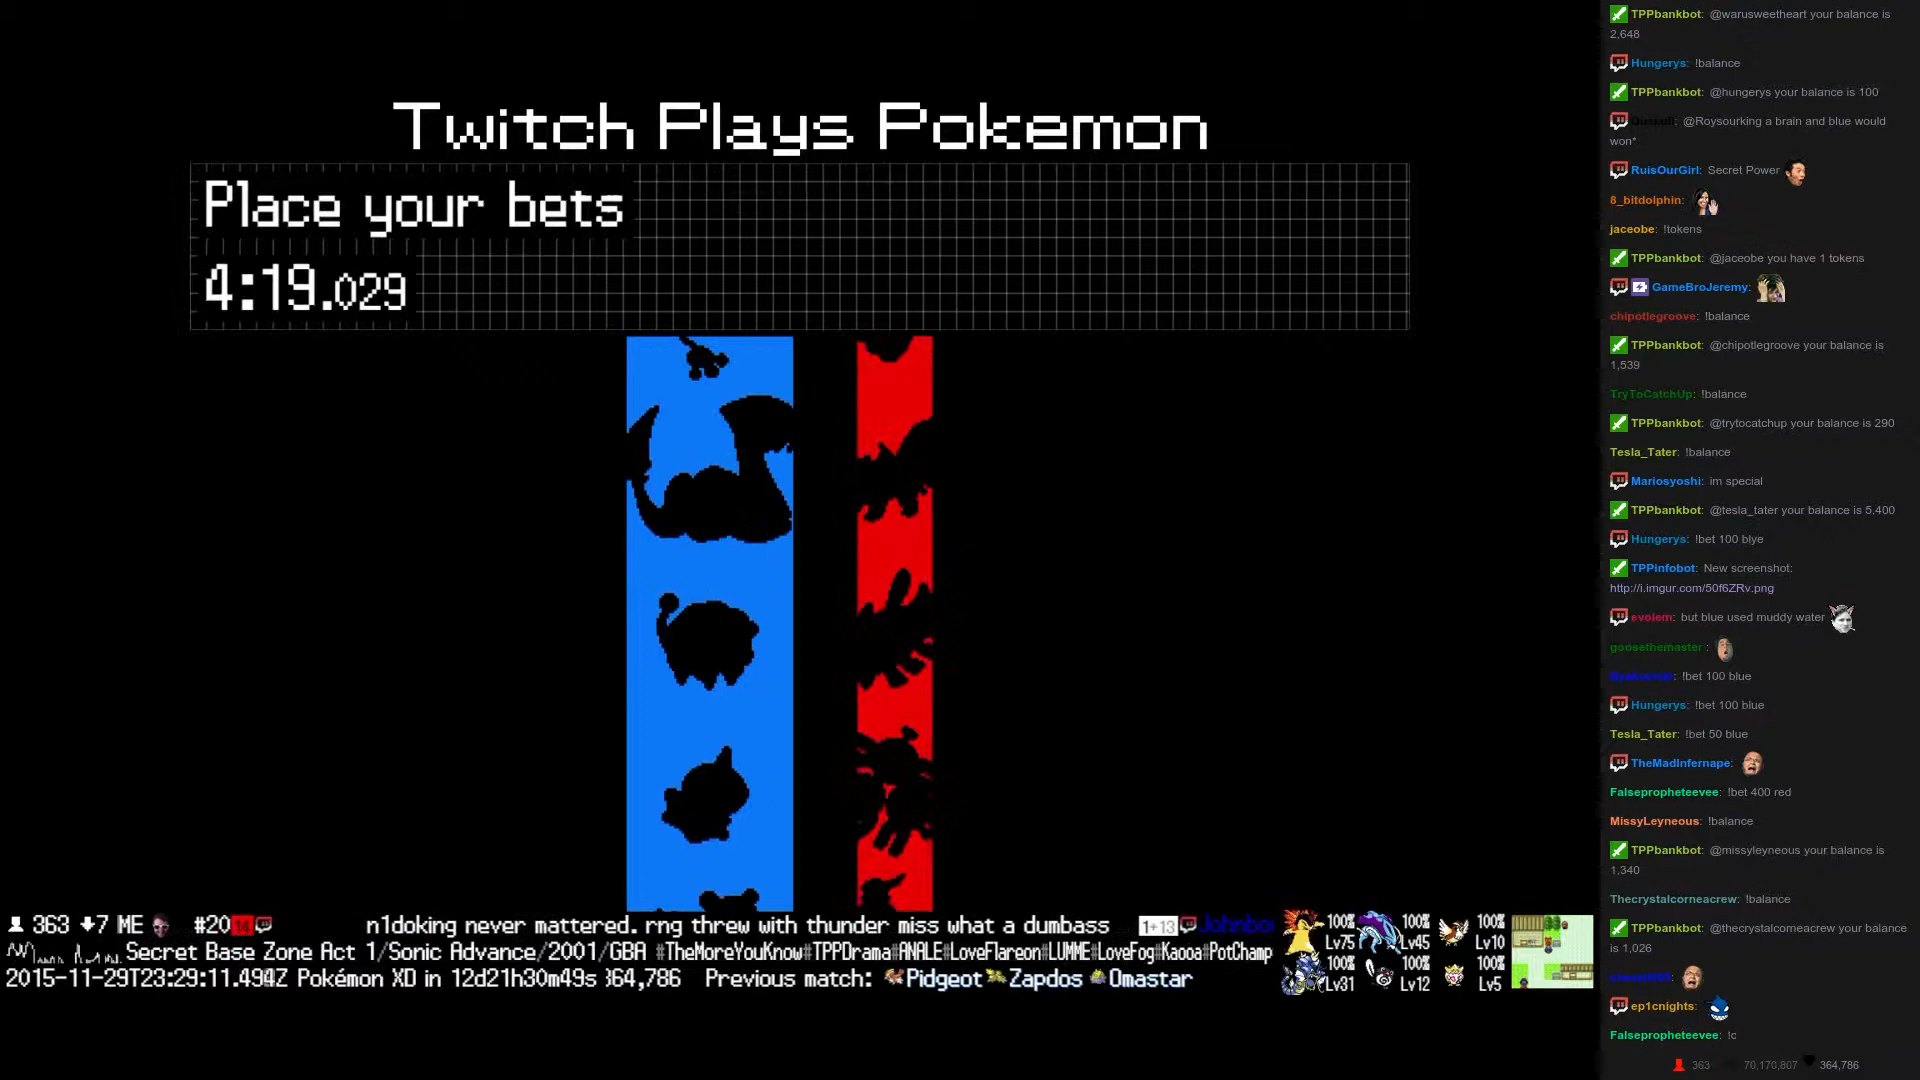 Twitch Plays Pokemon
Place your bets
4:19.029
363 7 ME #20
n1doking never mattered. rng threw with thunder miss what a dumbass
1+13
100%
Lv75
100%
Lv45
100%
Lv10
Secret Base Zone Act 1/Sonic Advance/2001/GBA #TheMoreYouKnow#TPPDrama#ANALE#LoveFlareon#LUMME#LoveFog#Kaooa#PotChamp
2015-11-29T23:29:11.494Z Pokémon XD in 12d21h30m49s 364,786 Previous match: Pidgeot Zapdos Omastar
100%
Lv31
100%
Lv12
100%
Lv5
TPPbankbot: @warusweetheart your balance is
2,648
Hungerys: !balance
TPPbankbot: @hungerys your balance is 100
@Roysourking a brain and blue would
won*
RuisOurGirl: Secret Power
8_bitdolphin:
jaceobe: !tokens
TPPbankbot: @jaceobe you have 1 tokens
GameBroJeremy:
chipotlegroove: !balance
TPPbankbot: @chipotlegroove your balance is
1,539
TryToCatchUp: !balance
TPPbankbot: @trytocatchup your balance is 290
Tesla_Tater: !balance
Mariosyoshi: im special
TPPbankbot: @tesla_tater your balance is 5,400
Hungerys: !bet 100 blye
TPPinfobot: New screenshot:
http://i.imgur.com/50f6ZRv.png
evolem: but blue used muddy water
goosethemaster :
!bet 100 blue
Hungerys: !bet 100 blue
Tesla_Tater: !bet 50 blue
TheMadInfernape:
Falsepropheteevee: !bet 400 red
MissyLeyneous: !balance
TPPbankbot: @missyleyneous your balance is
1,340
Thecrystalcorneacrew: !balance
TPPbankbot: @thecrystalcorneacrew your balance
is 1,026
ep1cnights:
Falsepropheteevee: !c
363 70,170,807 364,786